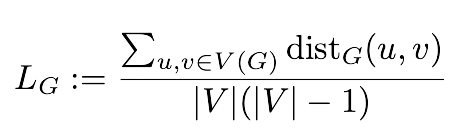 L_G := \frac{\sum_{u,v \in V(G)} \mathrm{dist}_G(u, v)}{|V|(|V| - 1)}